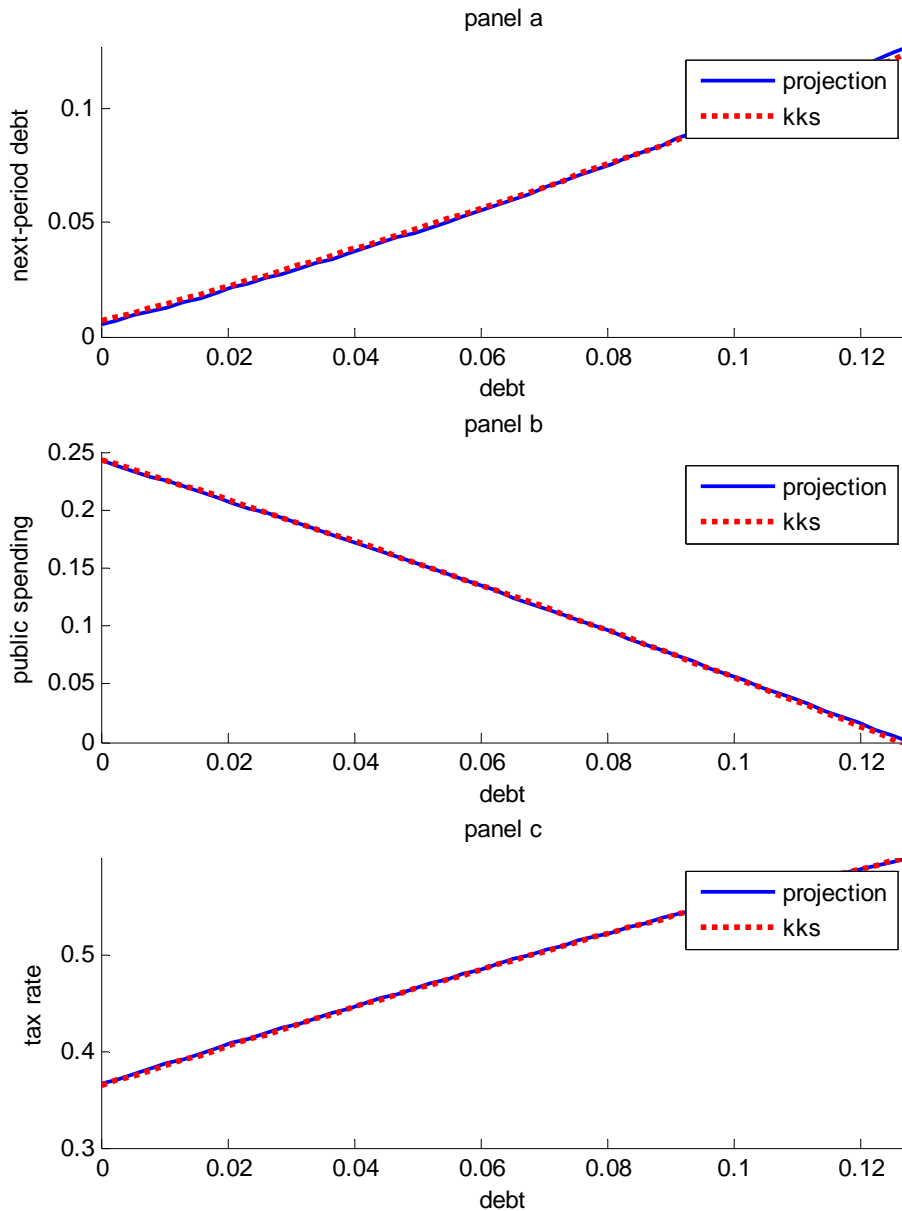 panel a
0.1
0.05
0
next-period debt
projection
kks
0 0.02 0.04 0.06 0.08 0.1 0.12
debt
panel b
0.25
0.2
0.15
0.1
0.05
0
public spending
projection
kks
0 0.02 0.04 0.06 0.08 0.1 0.12
debt
panel c
0.5
0.4
0.3
tax rate
projection
kks
0 0.02 0.04 0.06 0.08 0.1 0.12
debt